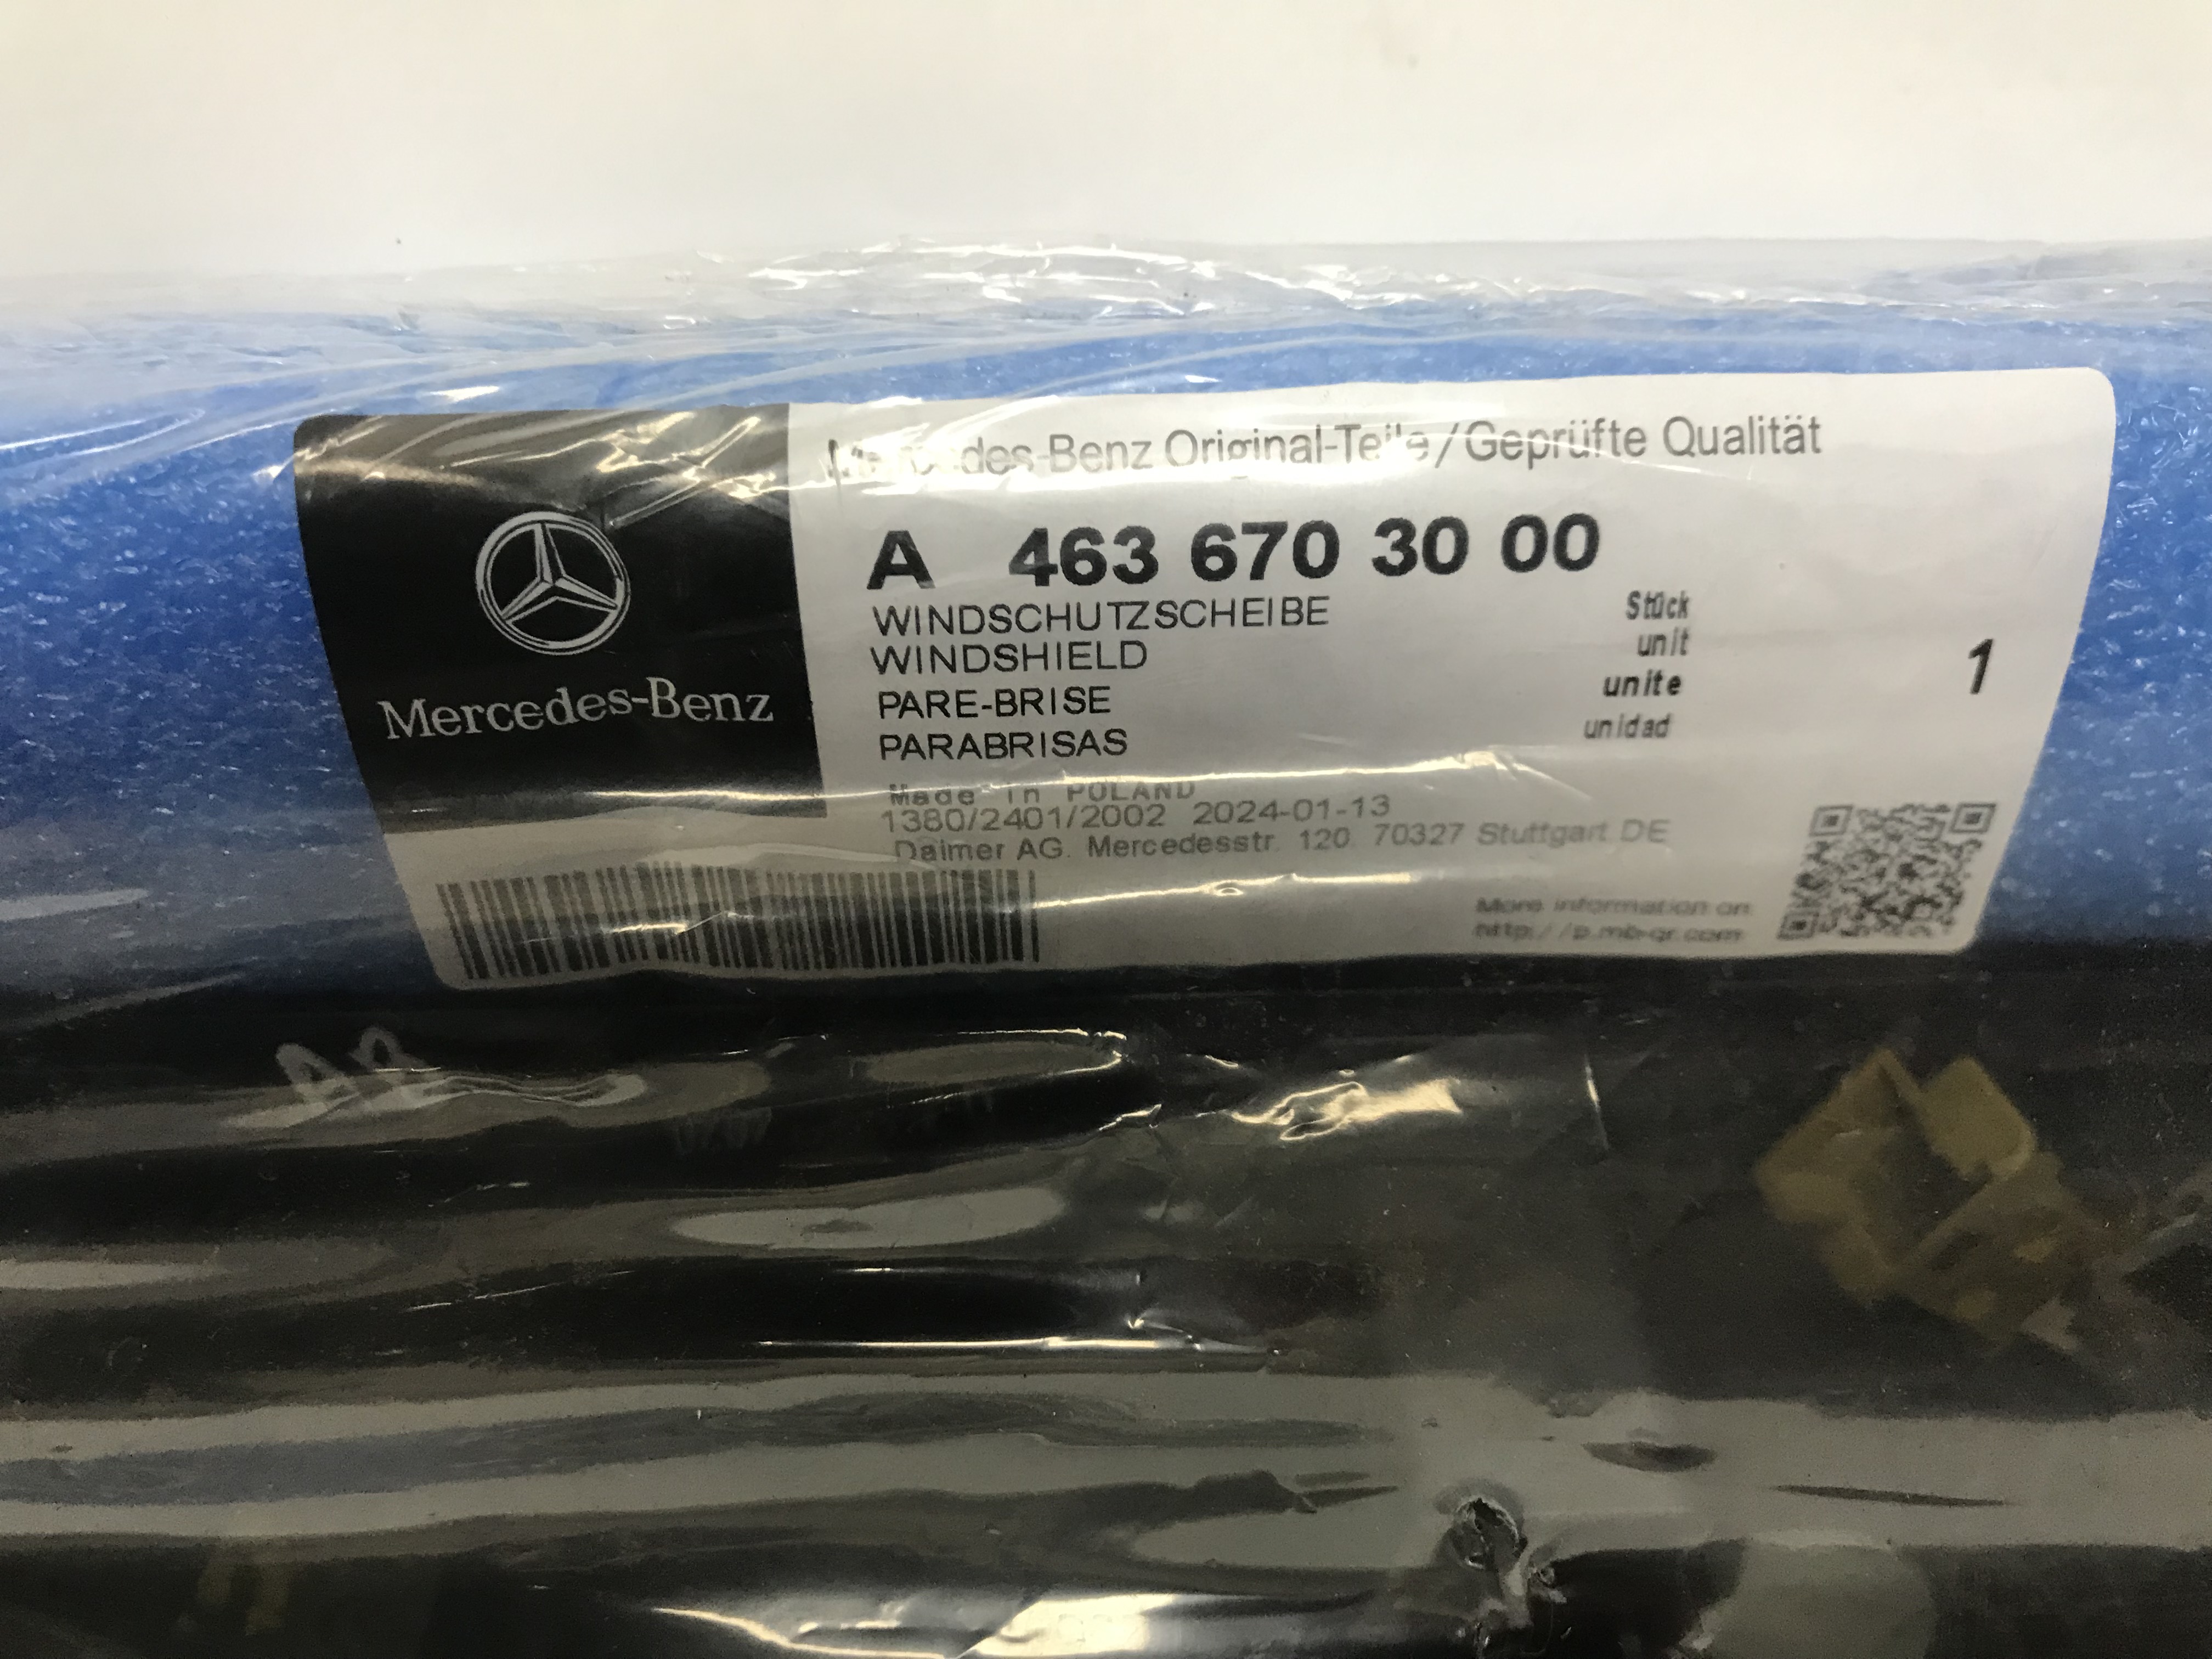 Mercedes-Benz Original-Teile/Geprüfte Qualität
A 463 670 30 00
WINDSCHUTZSCHEIBE
WINDSHIELD
PARE-BRISE
PARABRISAS
Stück
unit
unite
unidad
1
Mercedes-Benz
Made in POLAND
1380/2401/2002 2024-01-13
Daimer AG. Mercedesstr. 120 70327 Stuttgart DE
More information on
http://p.mb-qr.com